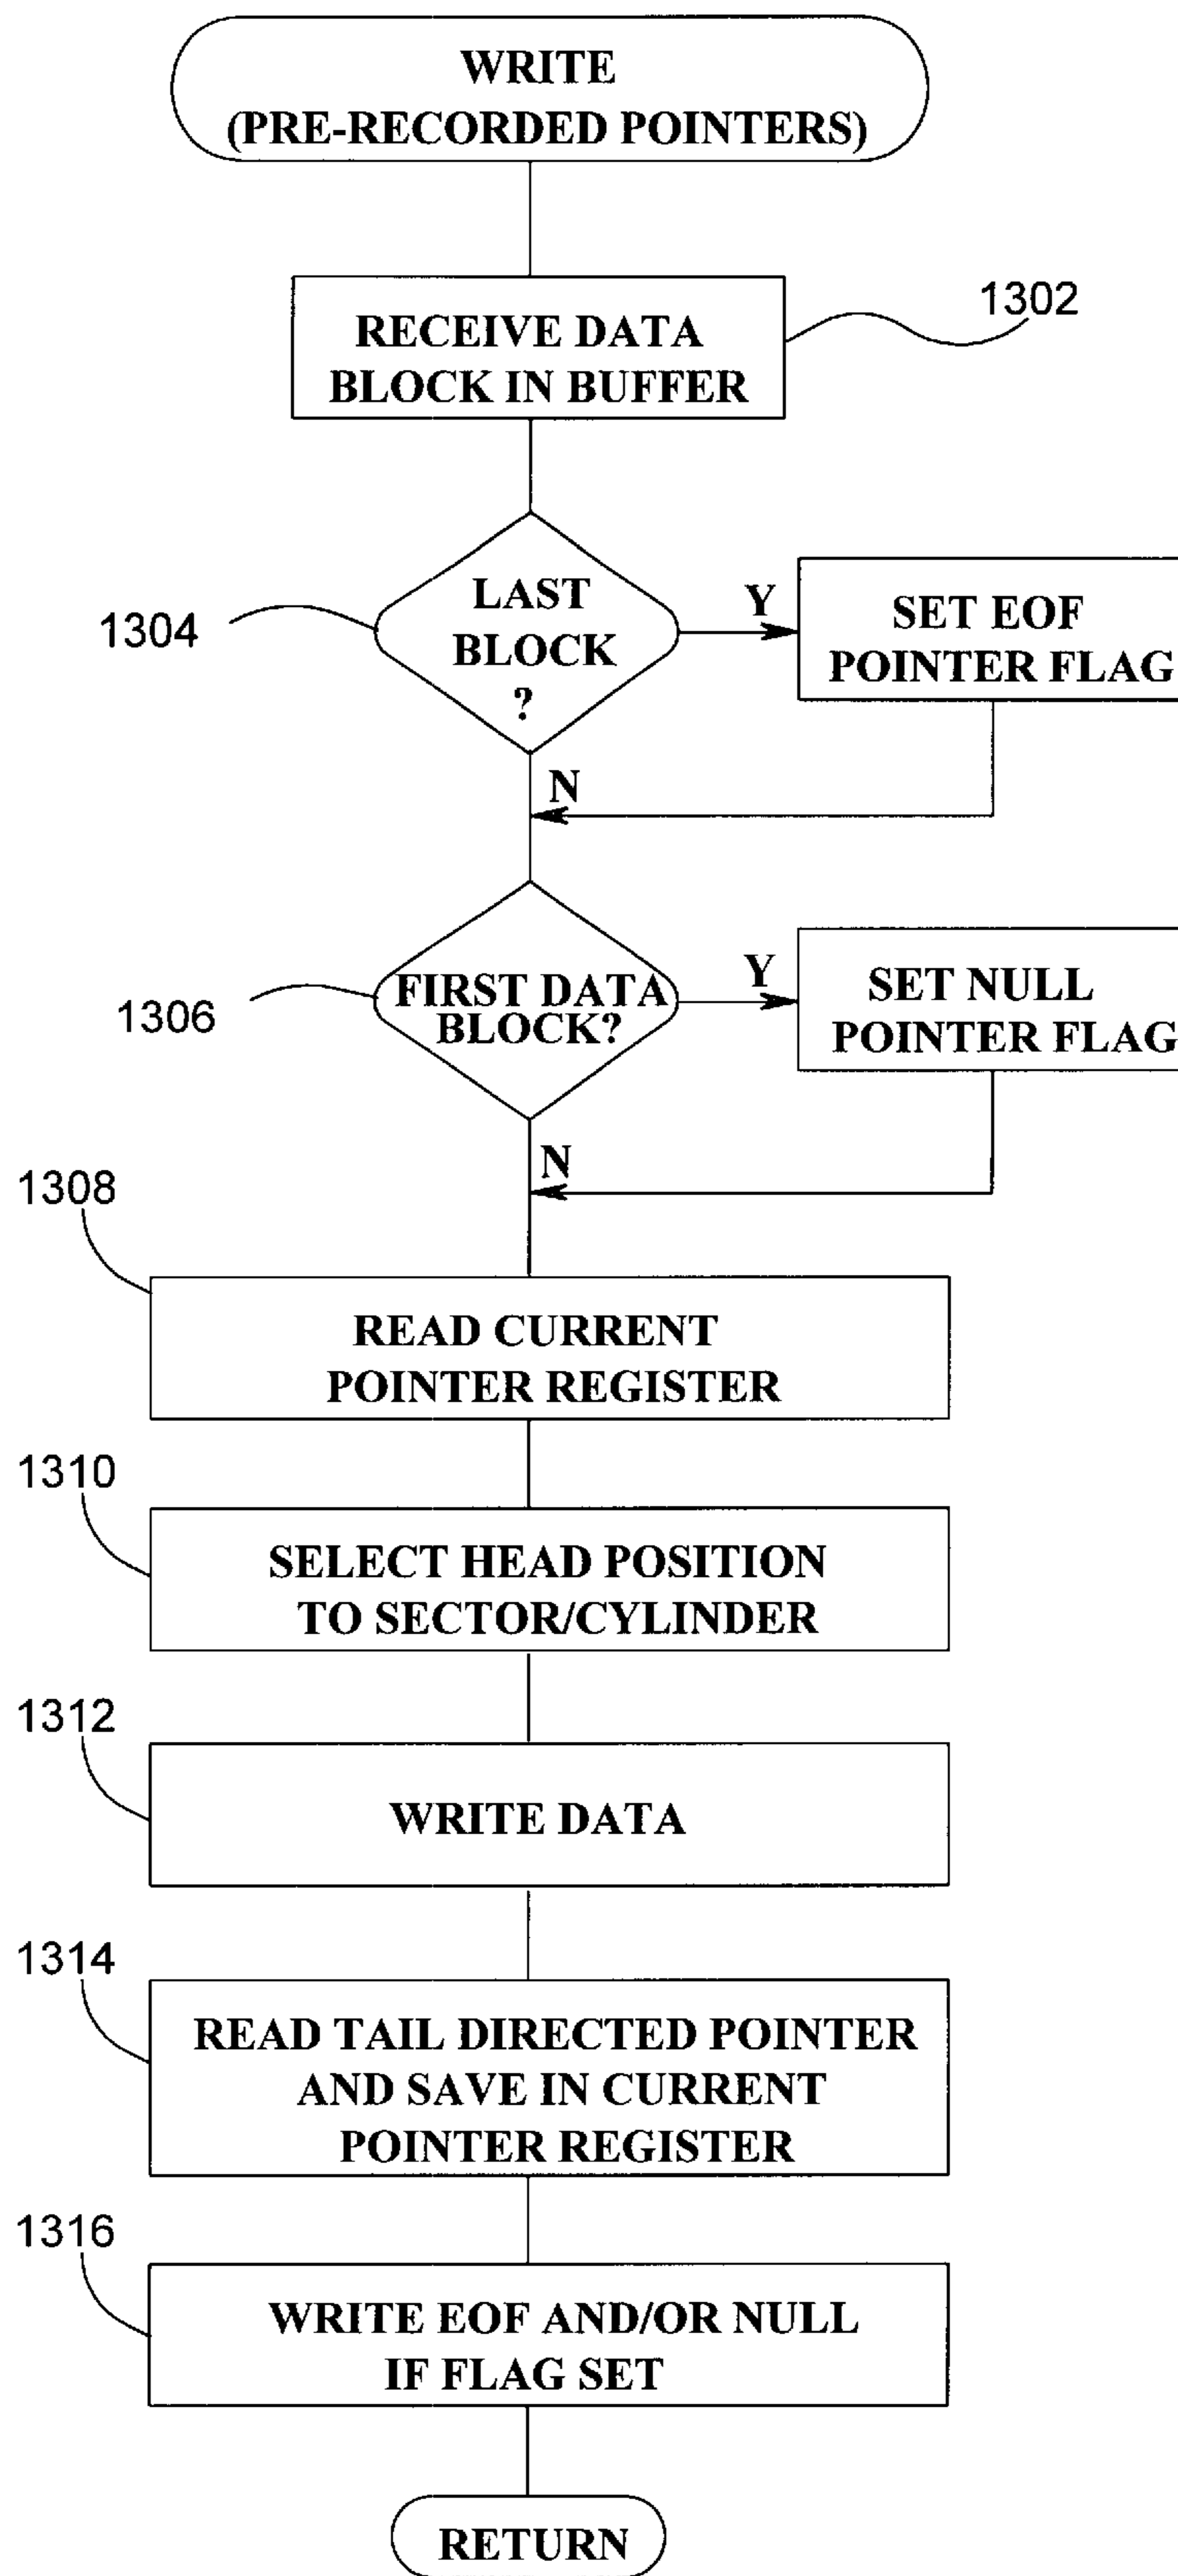 WRITE
(PRE-RECORDED POINTERS)
1302
RECEIVE DATA
BLOCK IN BUFFER
1304
LAST
BLOCK
?
Y
SET EOF
POINTER FLAG
N
1306
FIRST DATA
BLOCK?
Y
SET NULL
POINTER FLAG
N
1308
READ CURRENT
POINTER REGISTER
1310
SELECT HEAD POSITION
TO SECTOR/CYLINDER
1312
WRITE DATA
1314
READ TAIL DIRECTED POINTER
AND SAVE IN CURRENT
POINTER REGISTER
1316
WRITE EOF AND/OR NULL
IF FLAG SET
RETURN